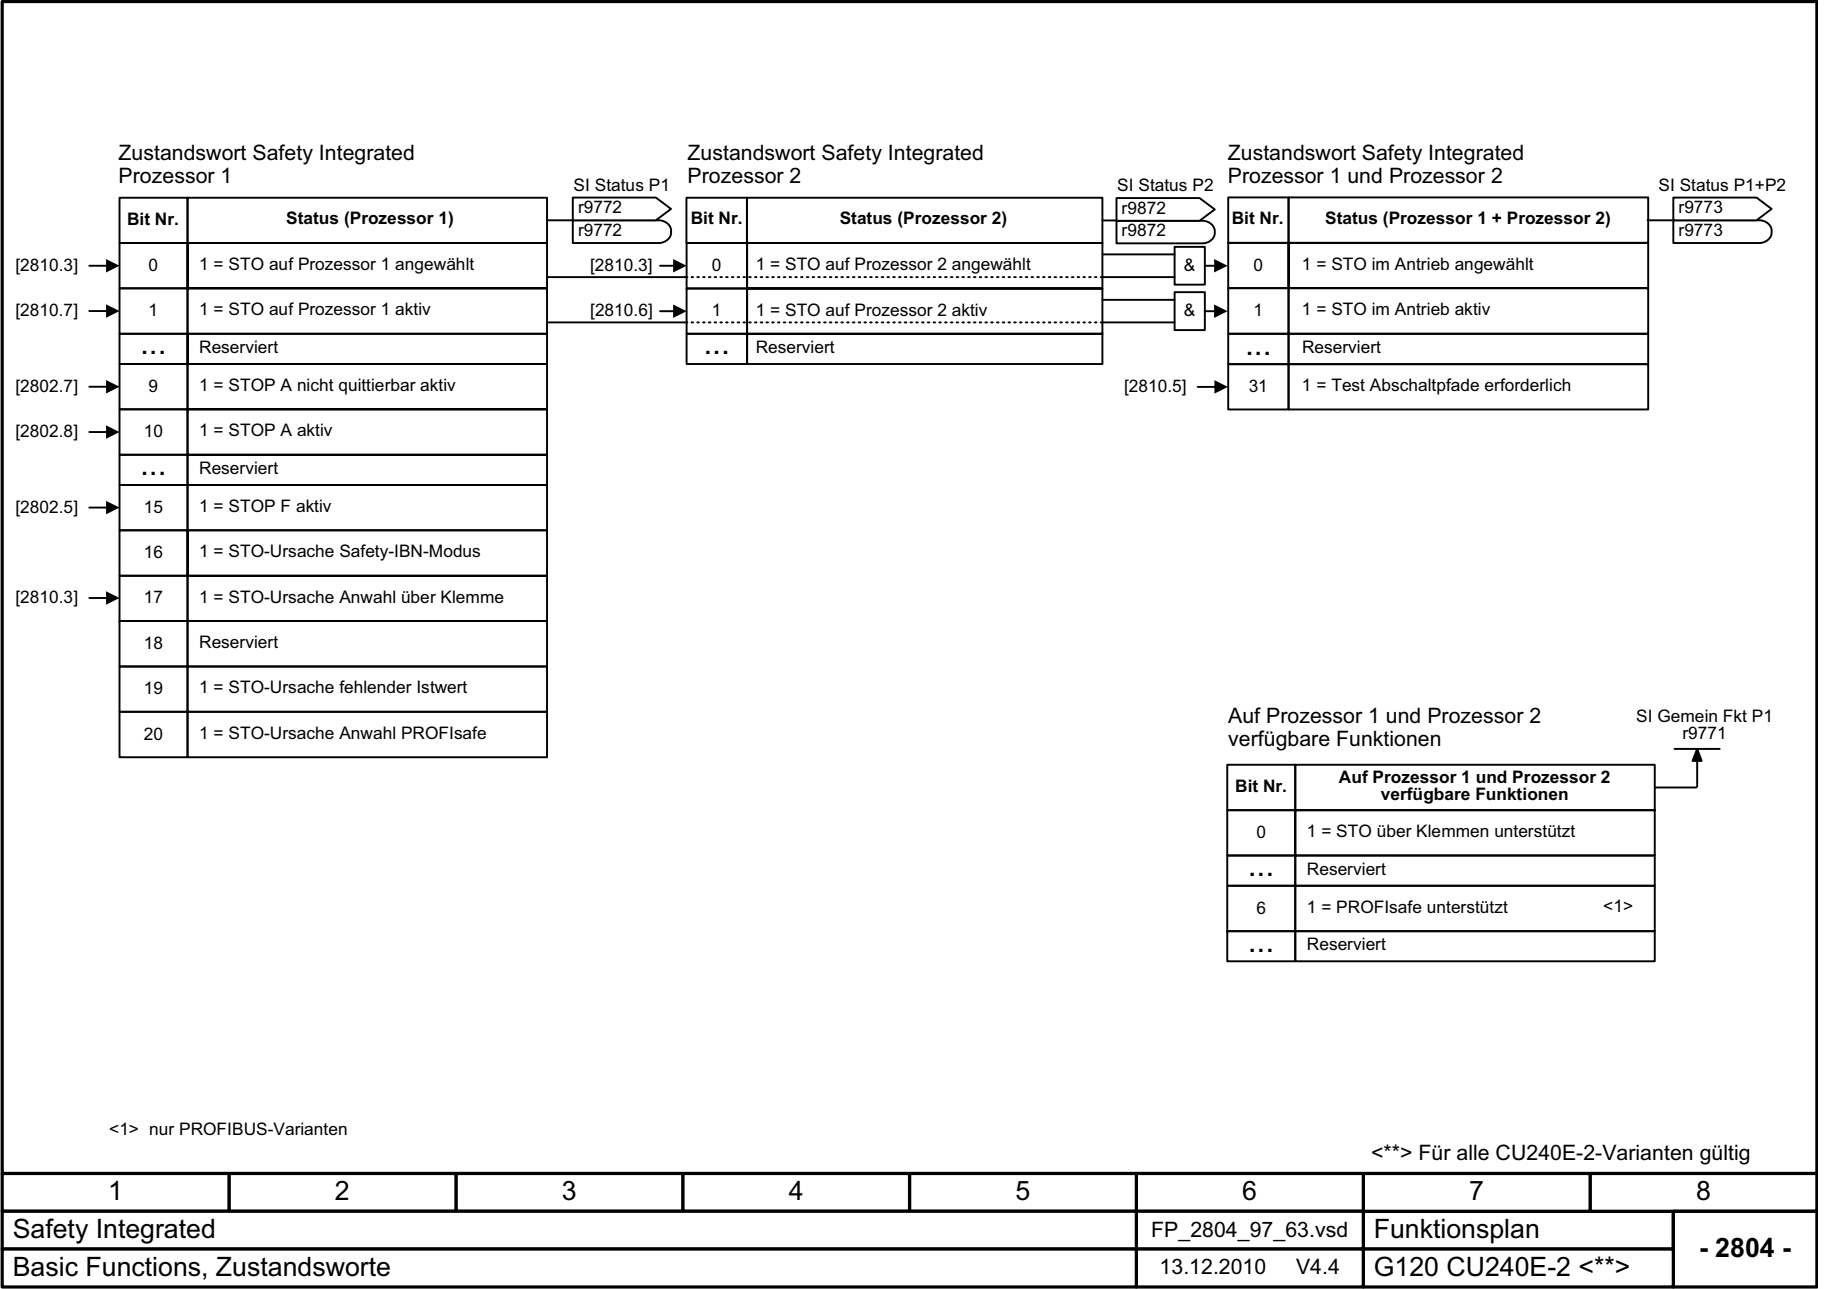 Zustandswort Safety Integrated
Prozessor 1
SI Status P1
r9772
r9772
Bit Nr. Status (Prozessor 1)
[2810.3] 0 1 = STO auf Prozessor 1 angewählt
[2810.7] 1 1 = STO auf Prozessor 1 aktiv
... Reserviert
[2802.7] 9 1 = STOP A nicht quittierbar aktiv
[2802.8] 10 1 = STOP A aktiv
... Reserviert
[2802.5] 15 1 = STOP F aktiv
16 1 = STO-Ursache Safety-IBN-Modus
[2810.3] 17 1 = STO-Ursache Anwahl über Klemme
18 Reserviert
19 1 = STO-Ursache fehlender Istwert
20 1 = STO-Ursache Anwahl PROFIsafe
Zustandswort Safety Integrated
Prozessor 2
SI Status P2
r9872
r9872
Bit Nr. Status (Prozessor 2)
[2810.3] 0 1 = STO auf Prozessor 2 angewählt
&
[2810.6] 1 1 = STO auf Prozessor 2 aktiv
&
... Reserviert
Zustandswort Safety Integrated
Prozessor 1 und Prozessor 2
SI Status P1+P2
r9773
r9773
Bit Nr. Status (Prozessor 1 + Prozessor 2)
0 1 = STO im Antrieb angewählt
1 1 = STO im Antrieb aktiv
... Reserviert
[2810.5] 31 1 = Test Abschaltpfade erforderlich
Auf Prozessor 1 und Prozessor 2
verfügbare Funktionen
SI Gemein Fkt P1
r9771
Bit Nr. Auf Prozessor 1 und Prozessor 2
verfügbare Funktionen
0 1 = STO über Klemmen unterstützt
... Reserviert
6 1 = PROFIsafe unterstützt <1>
... Reserviert
<1> nur PROFIBUS-Varianten
<**> Für alle CU240E-2-Varianten gültig
1 2 3 4 5 6 7 8
Safety Integrated FP_2804_97_63.vsd Funktionsplan
- 2804 -
Basic Functions, Zustandsworte 13.12.2010 V4.4 G120 CU240E-2 <**>